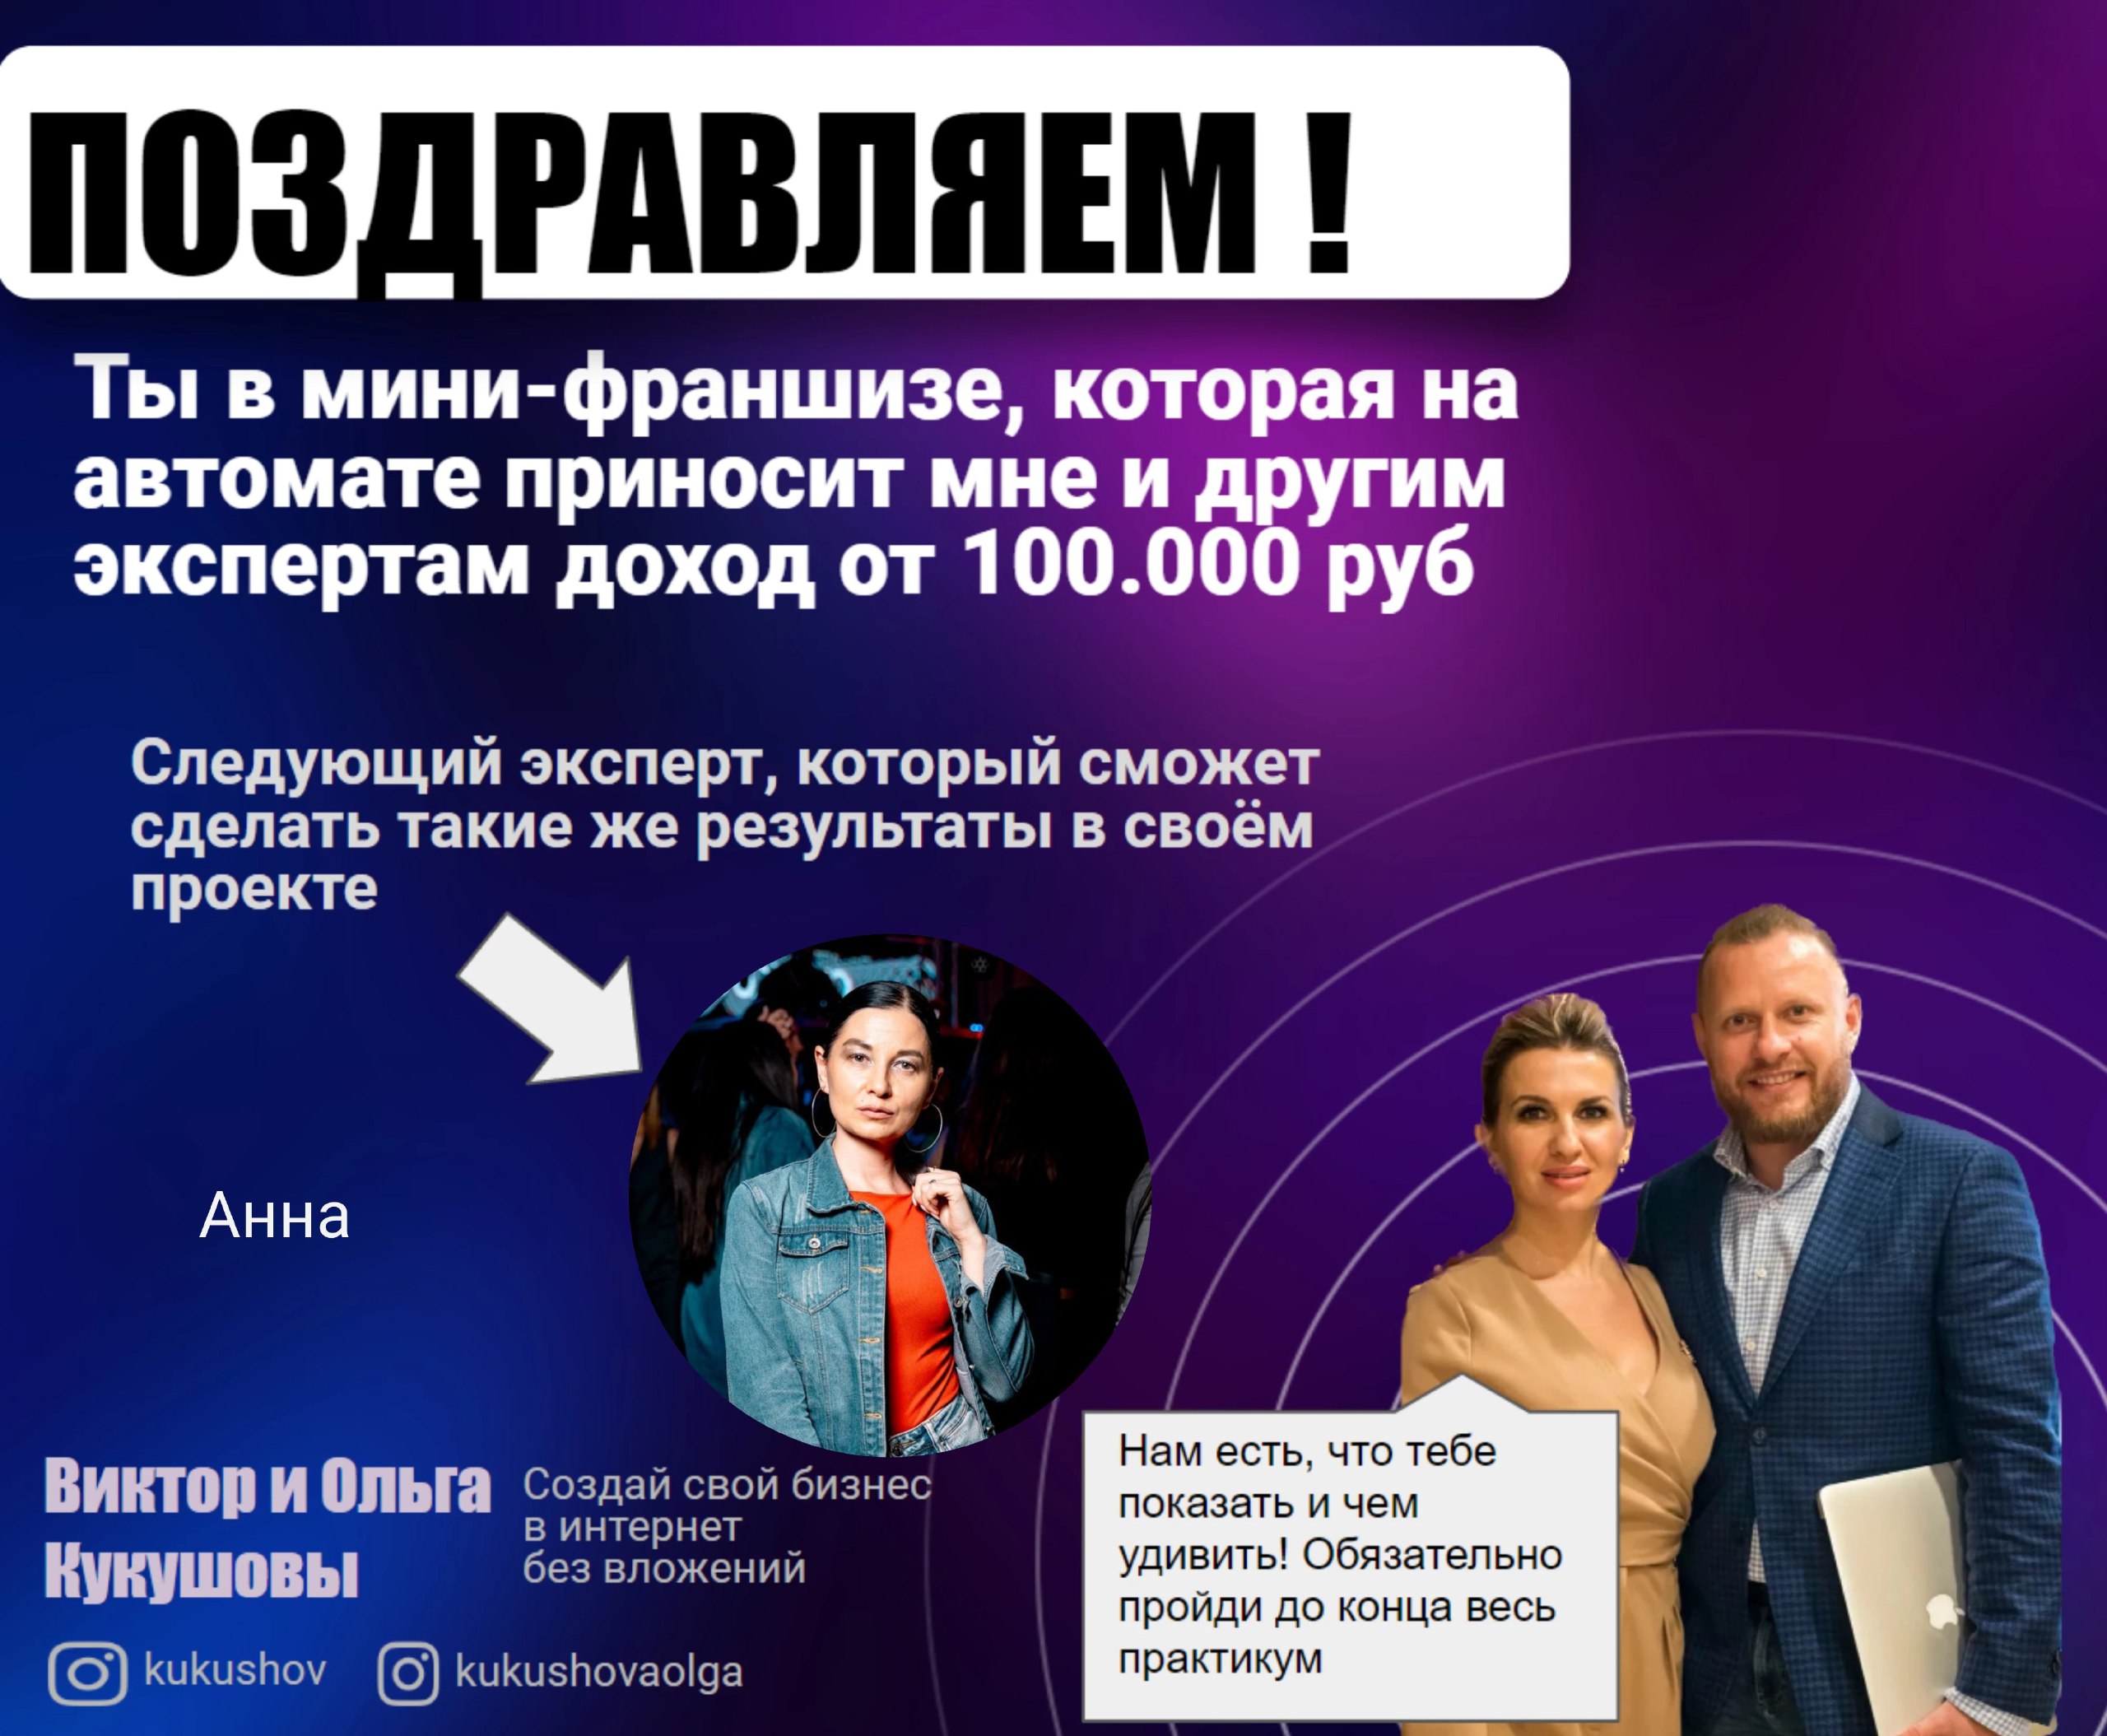 ПОЗДРАВЛЯЕМ !
Ты в мини-франшизе, которая на
автомате приносит мне и другим
экспертам доход от 100.000 руб
Следующий эксперт, который сможет
сделать такие же результаты в своём
проекте
Анна
Виктор и Ольга
Кукушовы
Создай свой бизнес
в интернет
без вложений
kukushov
kukushovaolga
Нам есть, что тебе
показать и чем
удивить! Обязательно
пройди до конца весь
практикум